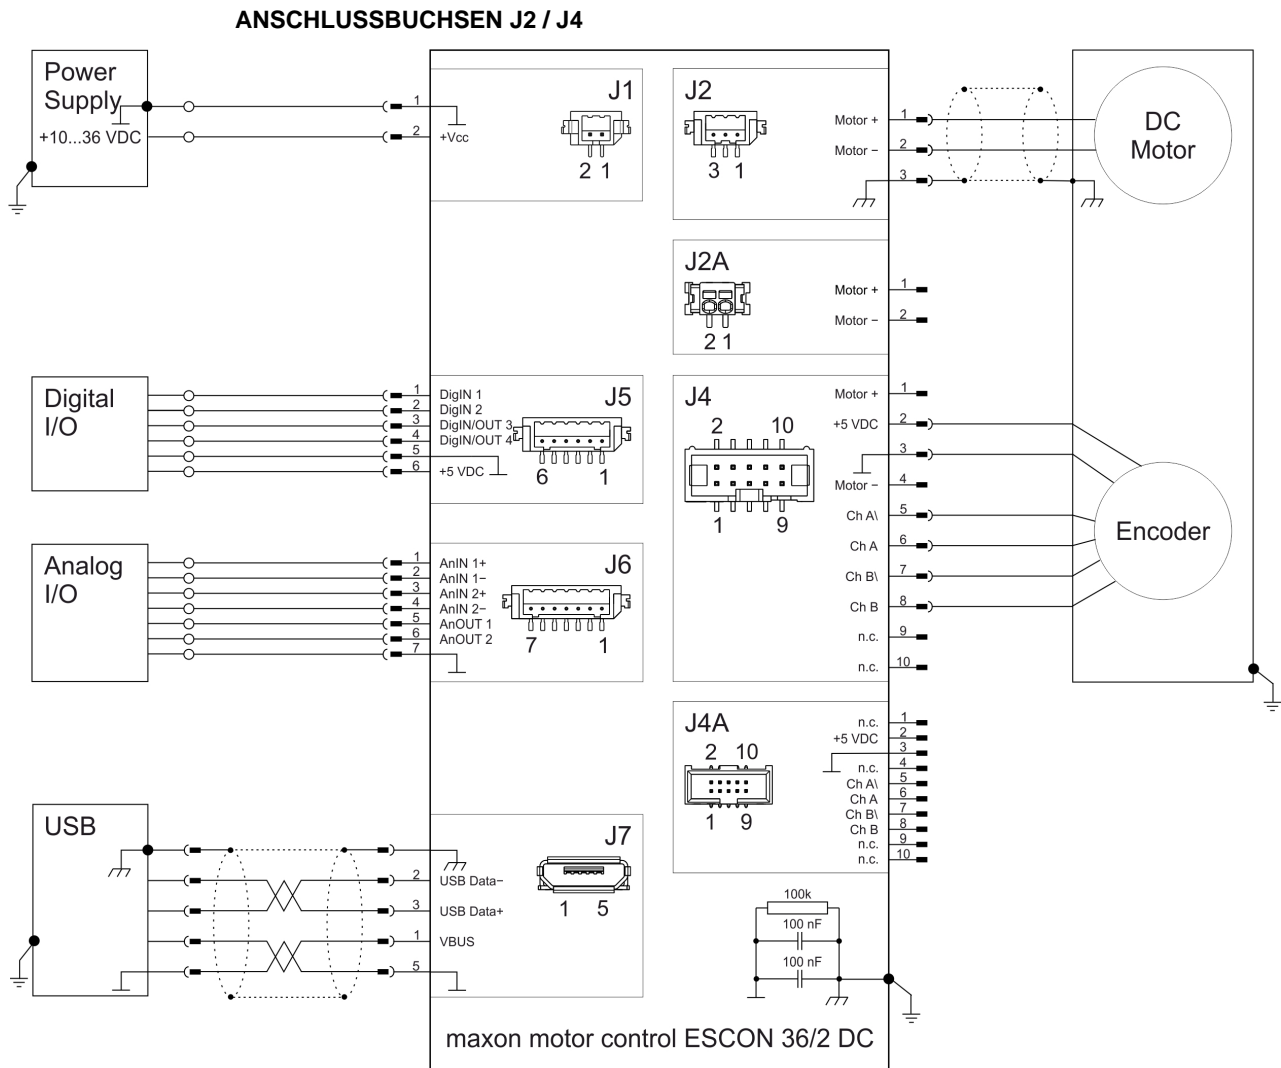 ANSCHLUSSBUCHSEN J2 / J4
Power
Supply
+10...36 VDC
1
2
+Vcc
J1
2 1
J2
3 1
Motor +
1
Motor −
2
3
DC
Motor
J2A
2 1
Motor +
1
Motor −
2
Digital
I/O
1
DigIN 1
2
DigIN 2
3
DigIN/OUT 3
4
DigIN/OUT 4
5
6
+5 VDC
J5
6 1
J4
2 10
1 9
Motor +
1
+5 VDC
2
3
Motor −
4
Ch A\
5
Ch A
6
Ch B\
7
Ch B
8
n.c.
9
n.c.
10
Encoder
Analog
I/O
1
AnIN 1+
2
AnIN 1−
3
AnIN 2+
4
AnIN 2−
5
AnOUT 1
6
AnOUT 2
7
J6
7 1
J4A
2 10
1 9
n.c.
1
+5 VDC
2
3
n.c.
4
Ch A\
5
Ch A
6
Ch B\
7
Ch B
8
n.c.
9
n.c.
10
USB
2
USB Data−
3
USB Data+
1
VBUS
5
J7
1 5
100k
100 nF
100 nF
maxon motor control ESCON 36/2 DC